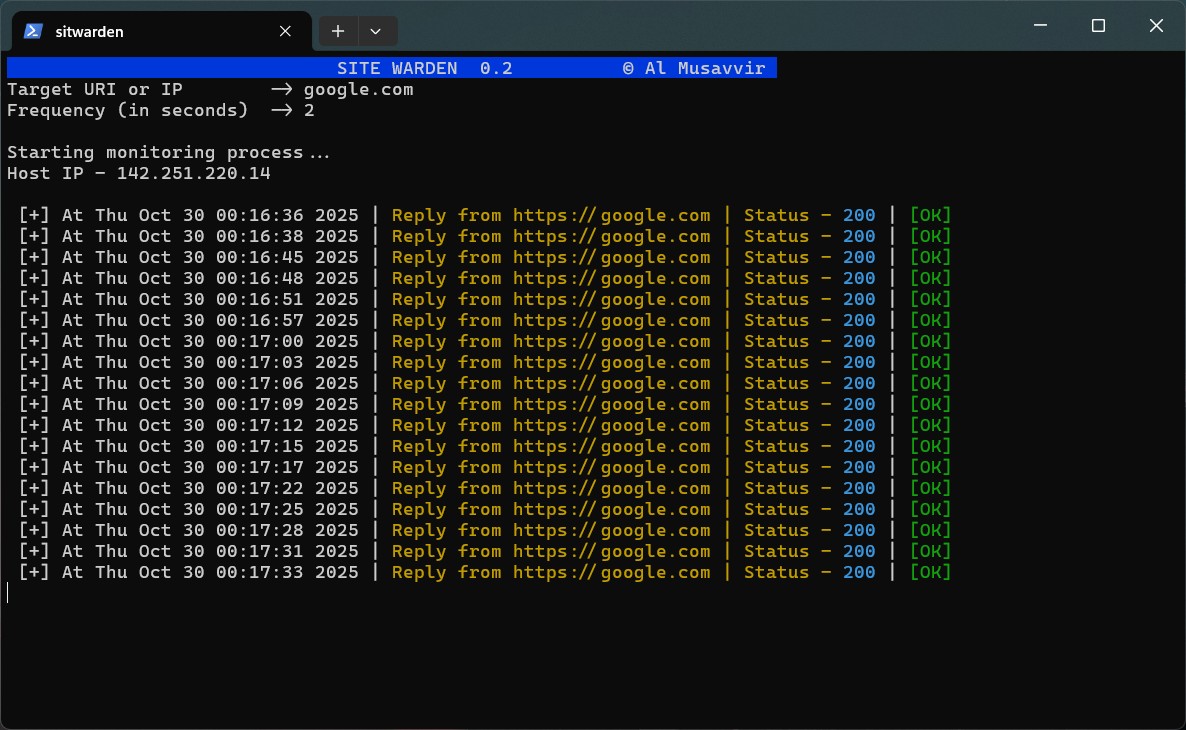 sitwarden
SITE WARDEN 0.2 © Al Musavvir
Target URI or IP --> google.com
Frequency (in seconds) --> 2
Starting monitoring process...
Host IP - 142.251.220.14
[+] At Thu Oct 30 00:16:36 2025 | Reply from https://google.com | Status - 200 | [OK]
[+] At Thu Oct 30 00:16:38 2025 | Reply from https://google.com | Status - 200 | [OK]
[+] At Thu Oct 30 00:16:45 2025 | Reply from https://google.com | Status - 200 | [OK]
[+] At Thu Oct 30 00:16:48 2025 | Reply from https://google.com | Status - 200 | [OK]
[+] At Thu Oct 30 00:16:51 2025 | Reply from https://google.com | Status - 200 | [OK]
[+] At Thu Oct 30 00:16:57 2025 | Reply from https://google.com | Status - 200 | [OK]
[+] At Thu Oct 30 00:17:00 2025 | Reply from https://google.com | Status - 200 | [OK]
[+] At Thu Oct 30 00:17:03 2025 | Reply from https://google.com | Status - 200 | [OK]
[+] At Thu Oct 30 00:17:06 2025 | Reply from https://google.com | Status - 200 | [OK]
[+] At Thu Oct 30 00:17:09 2025 | Reply from https://google.com | Status - 200 | [OK]
[+] At Thu Oct 30 00:17:12 2025 | Reply from https://google.com | Status - 200 | [OK]
[+] At Thu Oct 30 00:17:15 2025 | Reply from https://google.com | Status - 200 | [OK]
[+] At Thu Oct 30 00:17:17 2025 | Reply from https://google.com | Status - 200 | [OK]
[+] At Thu Oct 30 00:17:22 2025 | Reply from https://google.com | Status - 200 | [OK]
[+] At Thu Oct 30 00:17:25 2025 | Reply from https://google.com | Status - 200 | [OK]
[+] At Thu Oct 30 00:17:28 2025 | Reply from https://google.com | Status - 200 | [OK]
[+] At Thu Oct 30 00:17:31 2025 | Reply from https://google.com | Status - 200 | [OK]
[+] At Thu Oct 30 00:17:33 2025 | Reply from https://google.com | Status - 200 | [OK]